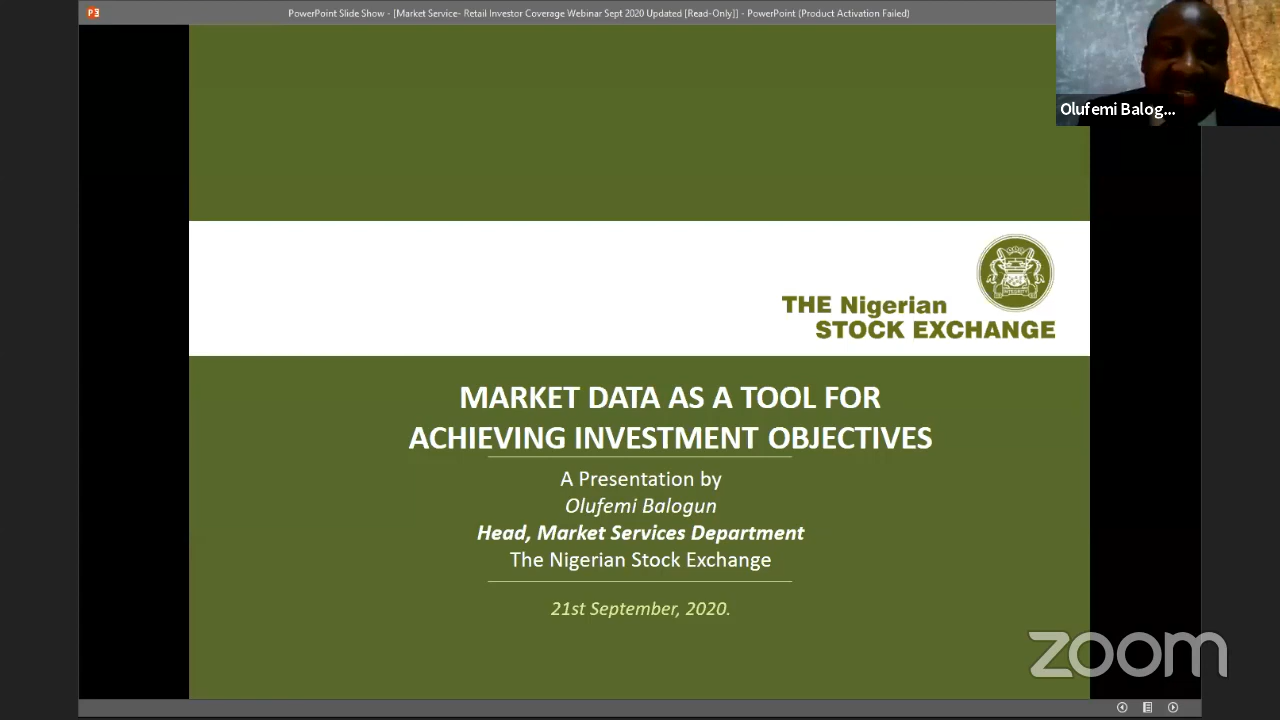 PowerPoint Slide Show - [Market Service- Retail Investor Coverage Webinar Sept 2020 Updated [Read-Only]] - PowerPoint (Product Activation Failed)
Olufemi Balog...
THE Nigerian
STOCK EXCHANGE
MARKET DATA AS A TOOL FOR
ACHIEVING INVESTMENT OBJECTIVES
A Presentation by
Olufemi Balogun
Head, Market Services Department
The Nigerian Stock Exchange
21st September, 2020.
zoom